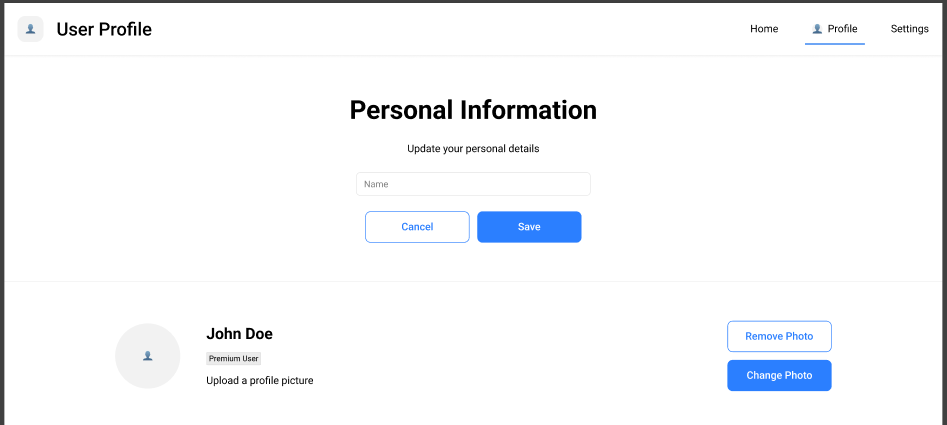 User Profile
Home
Profile
Settings
Personal Information
Update your personal details
Name
Cancel
Save
John Doe
Premium User
Upload a profile picture
Remove Photo
Change Photo